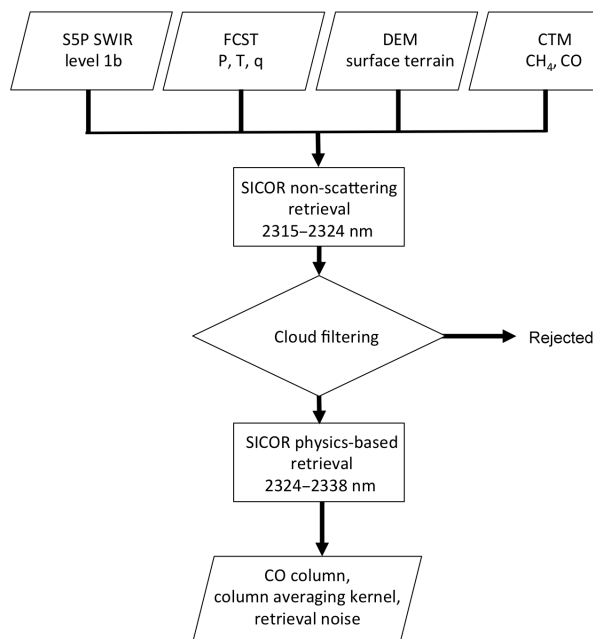 S5P SWIR
level 1b
FCST
P, T, q
DEM
surface terrain
CTM
CH₄, CO
SICOR non-scattering
retrieval
2315–2324 nm
Cloud filtering
Rejected
SICOR physics-based
retrieval
2324–2338 nm
CO column,
column averaging kernel,
retrieval noise